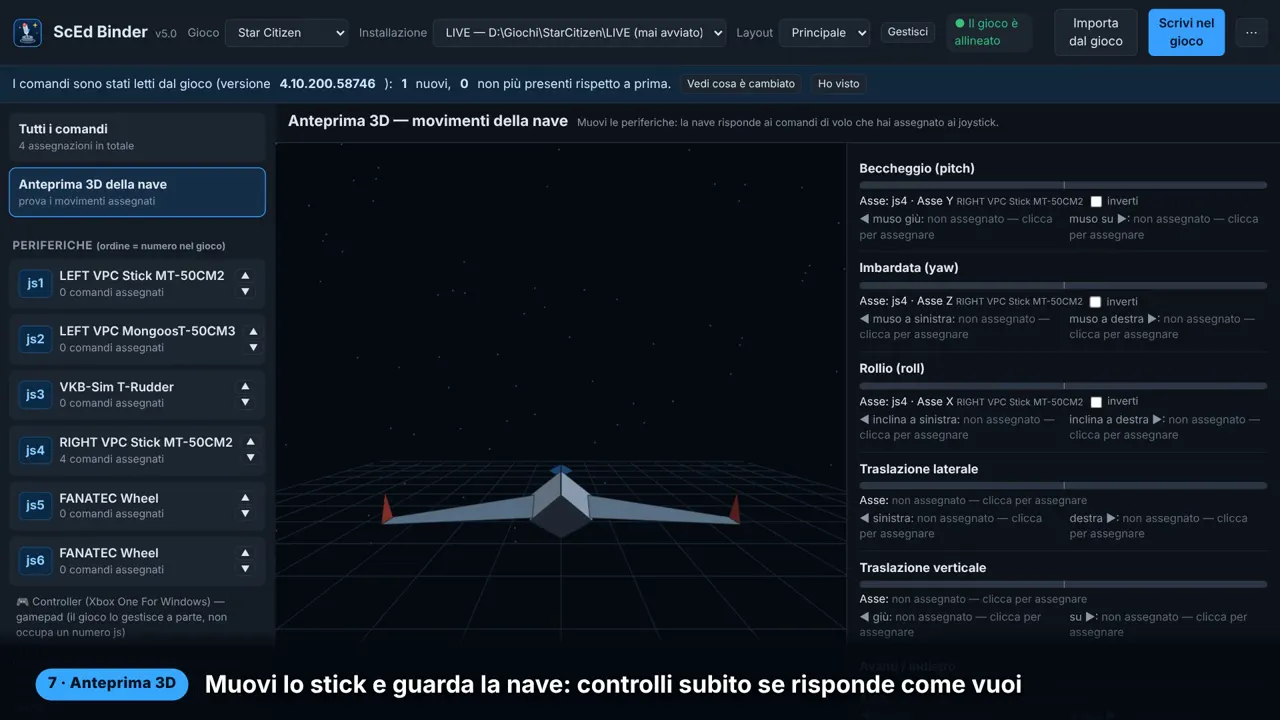 ScEd Binder v5.0 Gioco Star Citizen Installazione LIVE — D:\Giochi\StarCitizen\LIVE (mai avviato) Layout Principale Gestisci
Il gioco è
allineato
Importa
dal gioco
Scrivi nel
gioco
...
I comandi sono stati letti dal gioco (versione 4.10.200.58746 ): 1 nuovi, 0 non più presenti rispetto a prima. Vedi cosa è cambiato Ho visto
Tutti i comandi
4 assegnazioni in totale
Anteprima 3D della nave
prova i movimenti assegnati
PERIFERICHE (ordine = numero nel gioco)
js1 LEFT VPC Stick MT-50CM2 ▲
0 comandi assegnati ▼
js2 LEFT VPC MongoosT-50CM3 ▲
0 comandi assegnati ▼
js3 VKB-Sim T-Rudder ▲
0 comandi assegnati ▼
js4 RIGHT VPC Stick MT-50CM2 ▲
4 comandi assegnati ▼
js5 FANATEC Wheel ▲
0 comandi assegnati ▼
js6 FANATEC Wheel ▲
0 comandi assegnati ▼
🎮 Controller (Xbox One For Windows) —
gamepad (il gioco lo gestisce a parte, non
occupa un numero js)
Anteprima 3D — movimenti della nave Muovi le periferiche: la nave risponde ai comandi di volo che hai assegnato ai joystick.
Beccheggio (pitch)
Asse: js4 · Asse Y RIGHT VPC Stick MT-50CM2 inverti
◀ muso giù: non assegnato — clicca
per assegnare
muso su ▶: non assegnato — clicca
per assegnare
Imbardata (yaw)
Asse: js4 · Asse Z RIGHT VPC Stick MT-50CM2 inverti
◀ muso a sinistra: non assegnato —
clicca per assegnare
muso a destra ▶: non assegnato —
clicca per assegnare
Rollio (roll)
Asse: js4 · Asse X RIGHT VPC Stick MT-50CM2 inverti
◀ inclina a sinistra: non assegnato —
clicca per assegnare
inclina a destra ▶: non assegnato —
clicca per assegnare
Traslazione laterale
Asse: non assegnato — clicca per assegnare
◀ sinistra: non assegnato — clicca
per assegnare
destra ▶: non assegnato — clicca
per assegnare
Traslazione verticale
Asse: non assegnato — clicca per assegnare
◀ giù: non assegnato — clicca per
assegnare
su ▶: non assegnato — clicca per
assegnare
Avanti / indietro
7 · Anteprima 3D Muovi lo stick e guarda la nave: controlli subito se risponde come vuoi